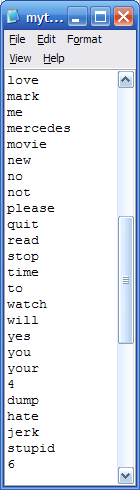 myt...
File Edit Format
View Help
love
mark
me
mercedes
movie
new
no
not
please
quit
read
stop
time
to
watch
will
yes
you
your
4
dump
hate
jerk
stupid
6